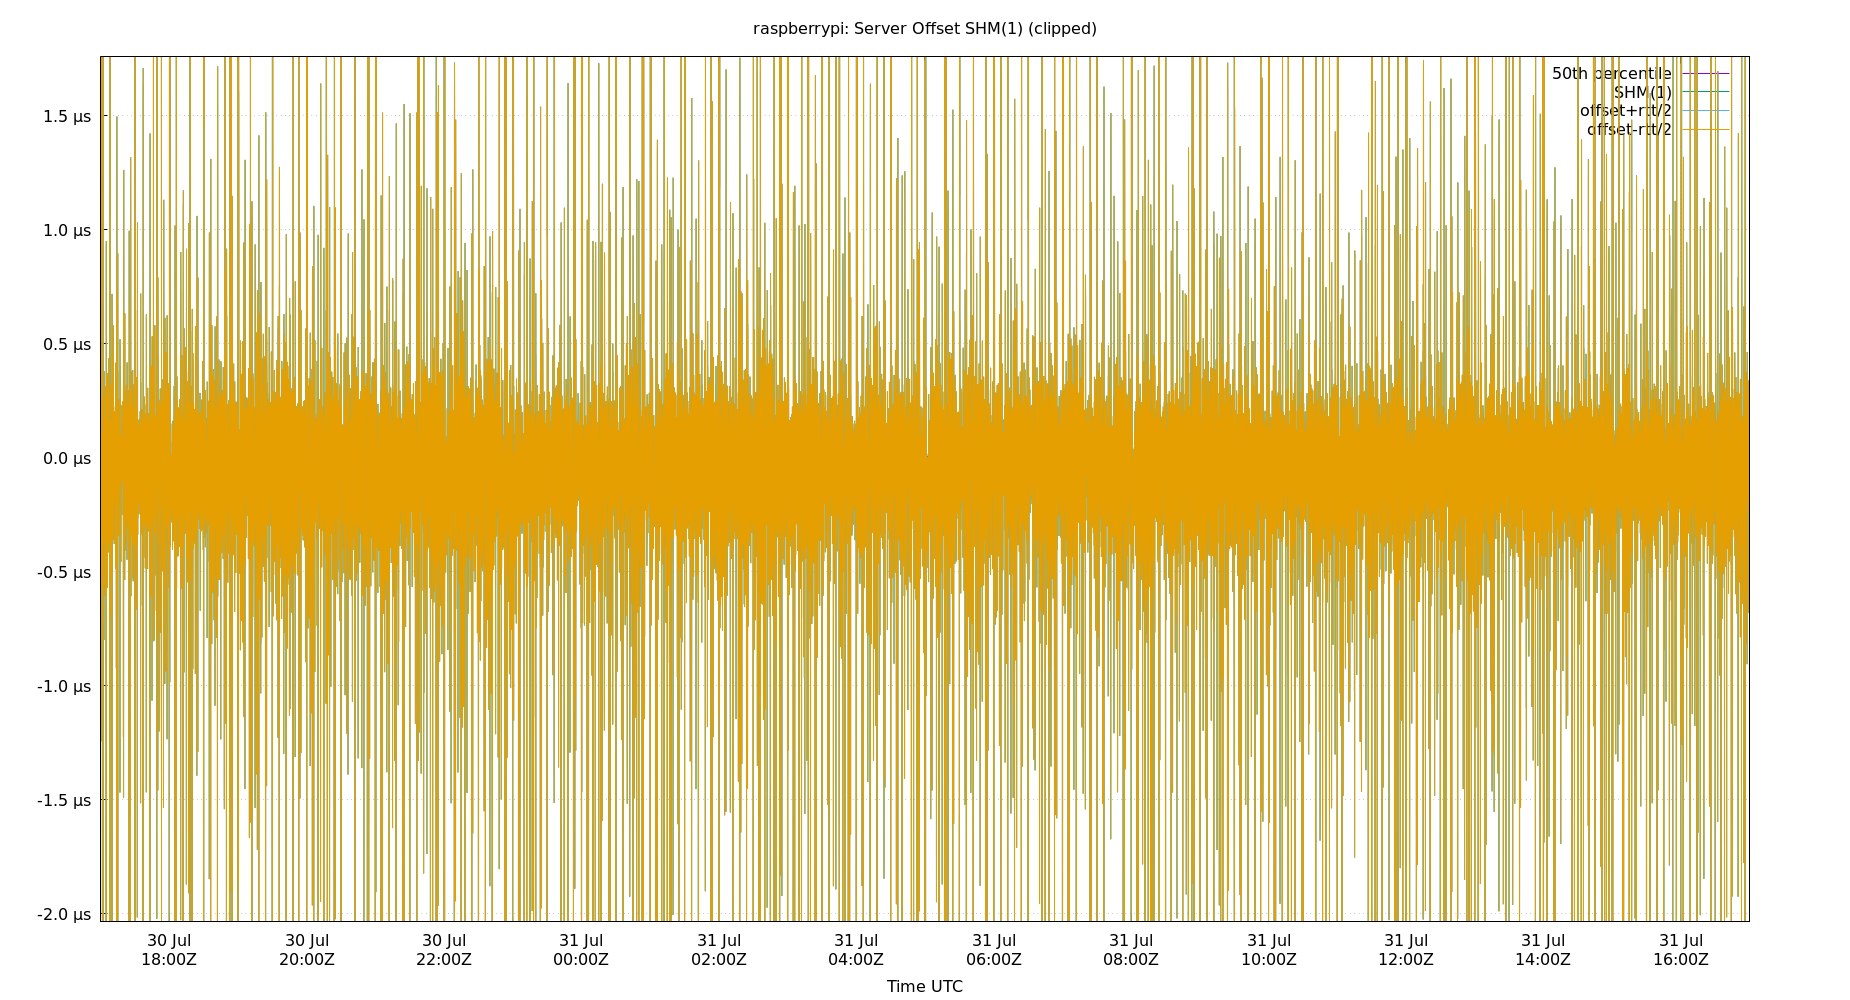 raspberrypi: Server Offset SHM(1) (clipped)
50th percentile
SHM(1)
offset+rtt/2
offset-rtt/2
1.5 µs
1.0 µs
0.5 µs
0.0 µs
-0.5 µs
-1.0 µs
-1.5 µs
-2.0 µs
30 Jul 30 Jul 30 Jul 31 Jul 31 Jul 31 Jul 31 Jul 31 Jul 31 Jul 31 Jul 31 Jul 31 Jul
18:00Z 20:00Z 22:00Z 00:00Z 02:00Z 04:00Z 06:00Z 08:00Z 10:00Z 12:00Z 14:00Z 16:00Z
Time UTC